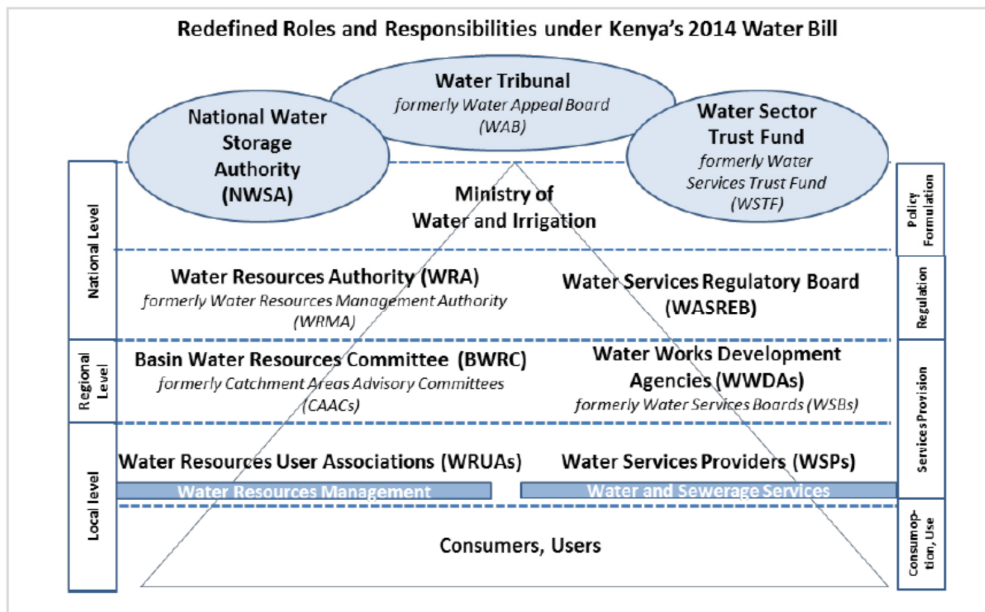 Redefined Roles and Responsibilities under Kenya's 2014 Water Bill
Water Tribunal
formerly Water Appeal Board
(WAB)
National Water
Storage
Authority
(NWSA)
Water Sector
Trust Fund
formerly Water
Services Trust Fund
(WSTF)
National Level
Ministry of
Water and Irrigation
Policy
Formulation
Water Resources Authority (WRA)
formerly Water Resources Management Authority
(WRMA)
Water Services Regulatory Board
(WASREB)
Regulation
Regional
Level
Basin Water Resources Committee (BWRC)
formerly Catchment Areas Advisory Committees
(CAACs)
Water Works Development
Agencies (WWDAs)
formerly Water Services Boards (WSBs)
Services Provision
Local level
Water Resources User Associations (WRUAs)
Water Services Providers (WSPs)
Water Resources Management
Water and Sewerage Services
Consumers, Users
Consumop-
tion, Use